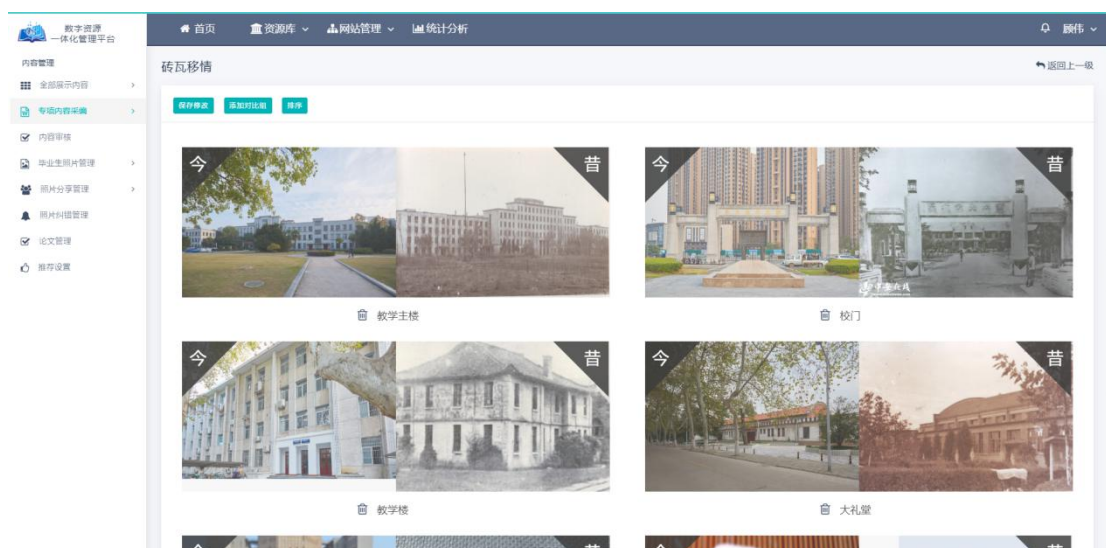 数字资源
一体化管理平台
首页
资源库
网站管理
统计分析
顾伟
内容管理
全部展示内容
专项内容采编
内容审核
毕业生照片管理
照片分享管理
照片纠错管理
论文管理
推荐设置
砖瓦移情
返回上一级
保存修改
添加对比组
排序
今
昔
今
昔
教学主楼
校门
今
昔
今
昔
教学楼
大礼堂
今
昔
今
昔